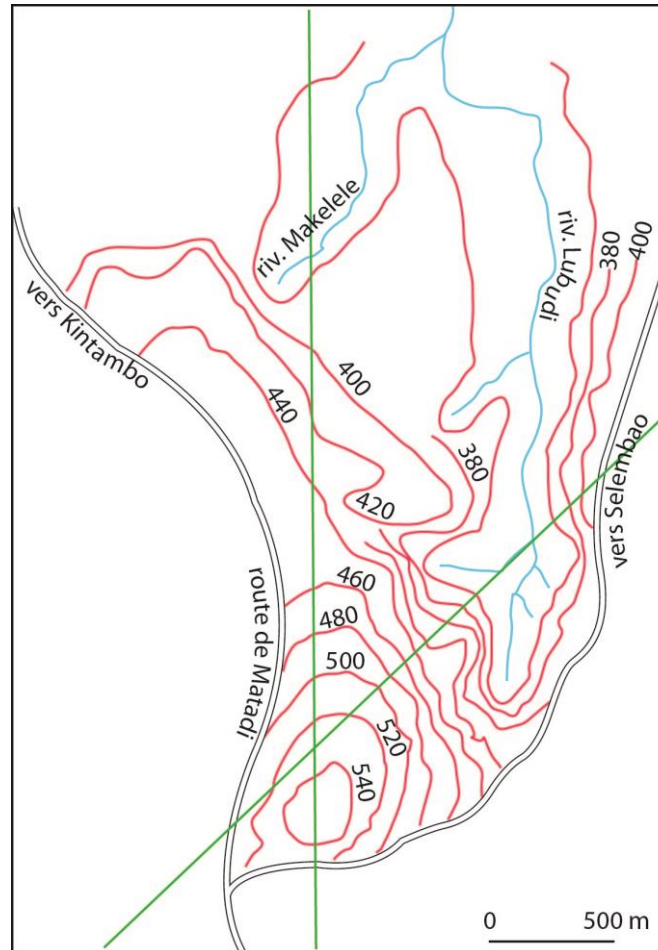 riv. Makelele
riv. Lubudi
380
400
vers Kintambo
400
440
380
420
vers Selembao
460
480
route de Matadi
500
520
540
0 500 m